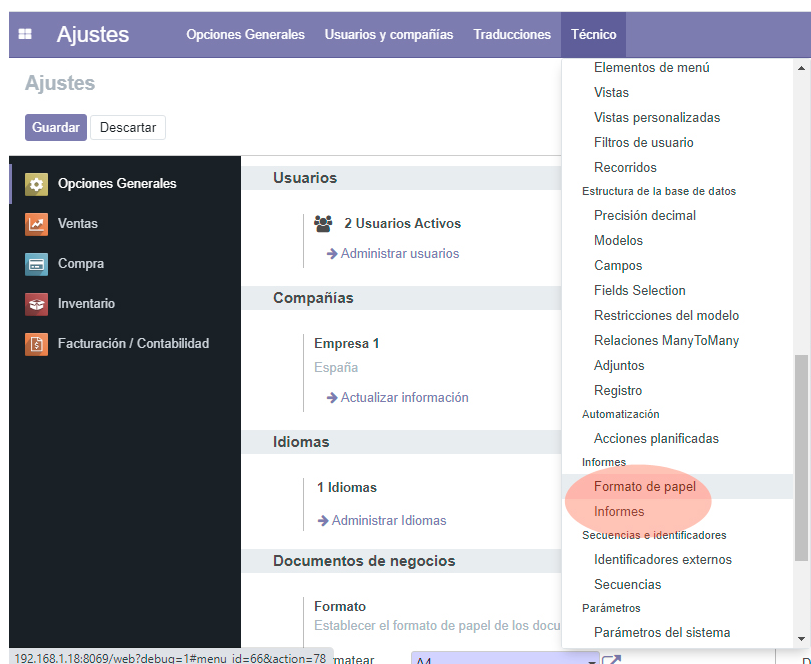 Ajustes Opciones Generales Usuarios y compañías Traducciones Técnico
Ajustes
Guardar Descartar
Opciones Generales
Ventas
Compra
Inventario
Facturación / Contabilidad
Usuarios
2 Usuarios Activos
Administrar usuarios
Compañías
Empresa 1
España
Actualizar información
Idiomas
1 Idiomas
Administrar Idiomas
Documentos de negocios
Formato
Establecer el formato de papel de los docu
matear A4
Elementos de menú
Vistas
Vistas personalizadas
Filtros de usuario
Recorridos
Estructura de la base de datos
Precisión decimal
Modelos
Campos
Fields Selection
Restricciones del modelo
Relaciones ManyToMany
Adjuntos
Registro
Automatización
Acciones planificadas
Informes
Formato de papel
Informes
Secuencias e identificadores
Identificadores externos
Secuencias
Parámetros
Parámetros del sistema
192.168.1.18:8069/web?debug=1#menu_id=66&action=78